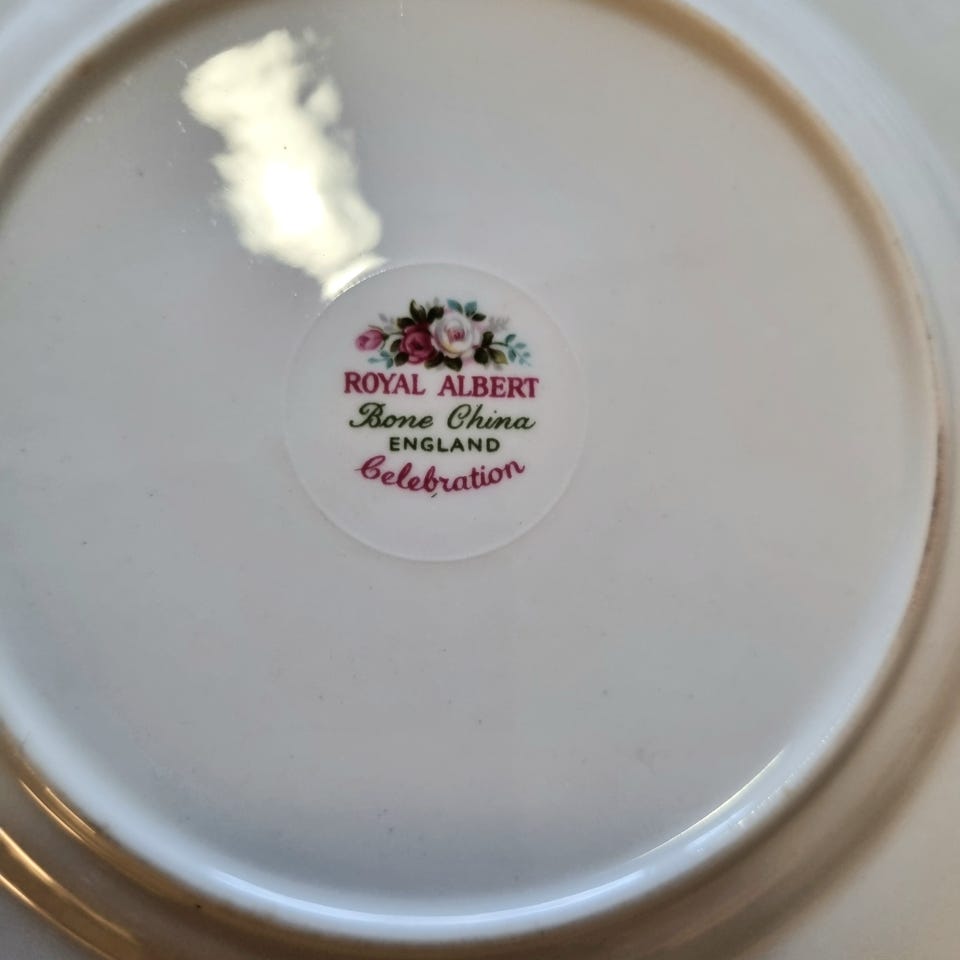 ROYAL ALBERT
Bone China
ENGLAND
Celebration